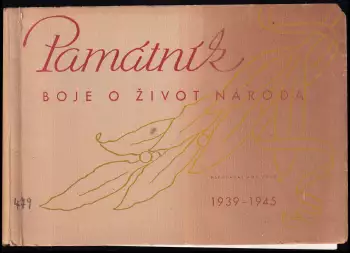 Památník
BOJE O ŽIVOT NÁRODA
1939-1945
479